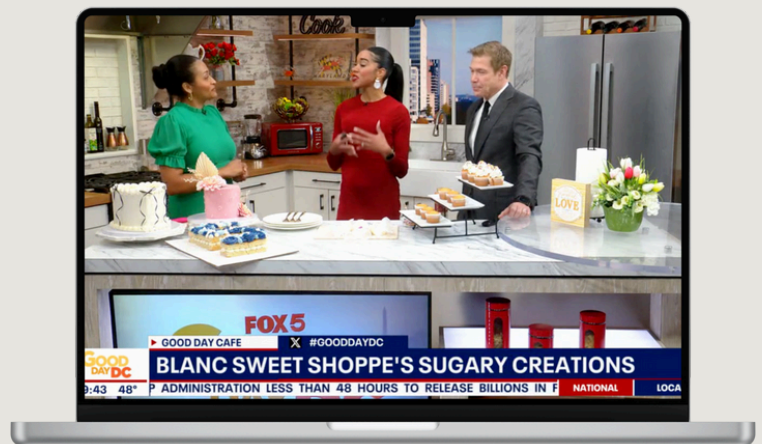 Cook
LOVE
FOX 5
GOOD DAY CAFE
X #GOODDAYDC
GOOD
DAY DC
BLANC SWEET SHOPPE'S SUGARY CREATIONS
9:43 48°
P ADMINISTRATION LESS THAN 48 HOURS TO RELEASE BILLIONS IN F
NATIONAL
LOCA